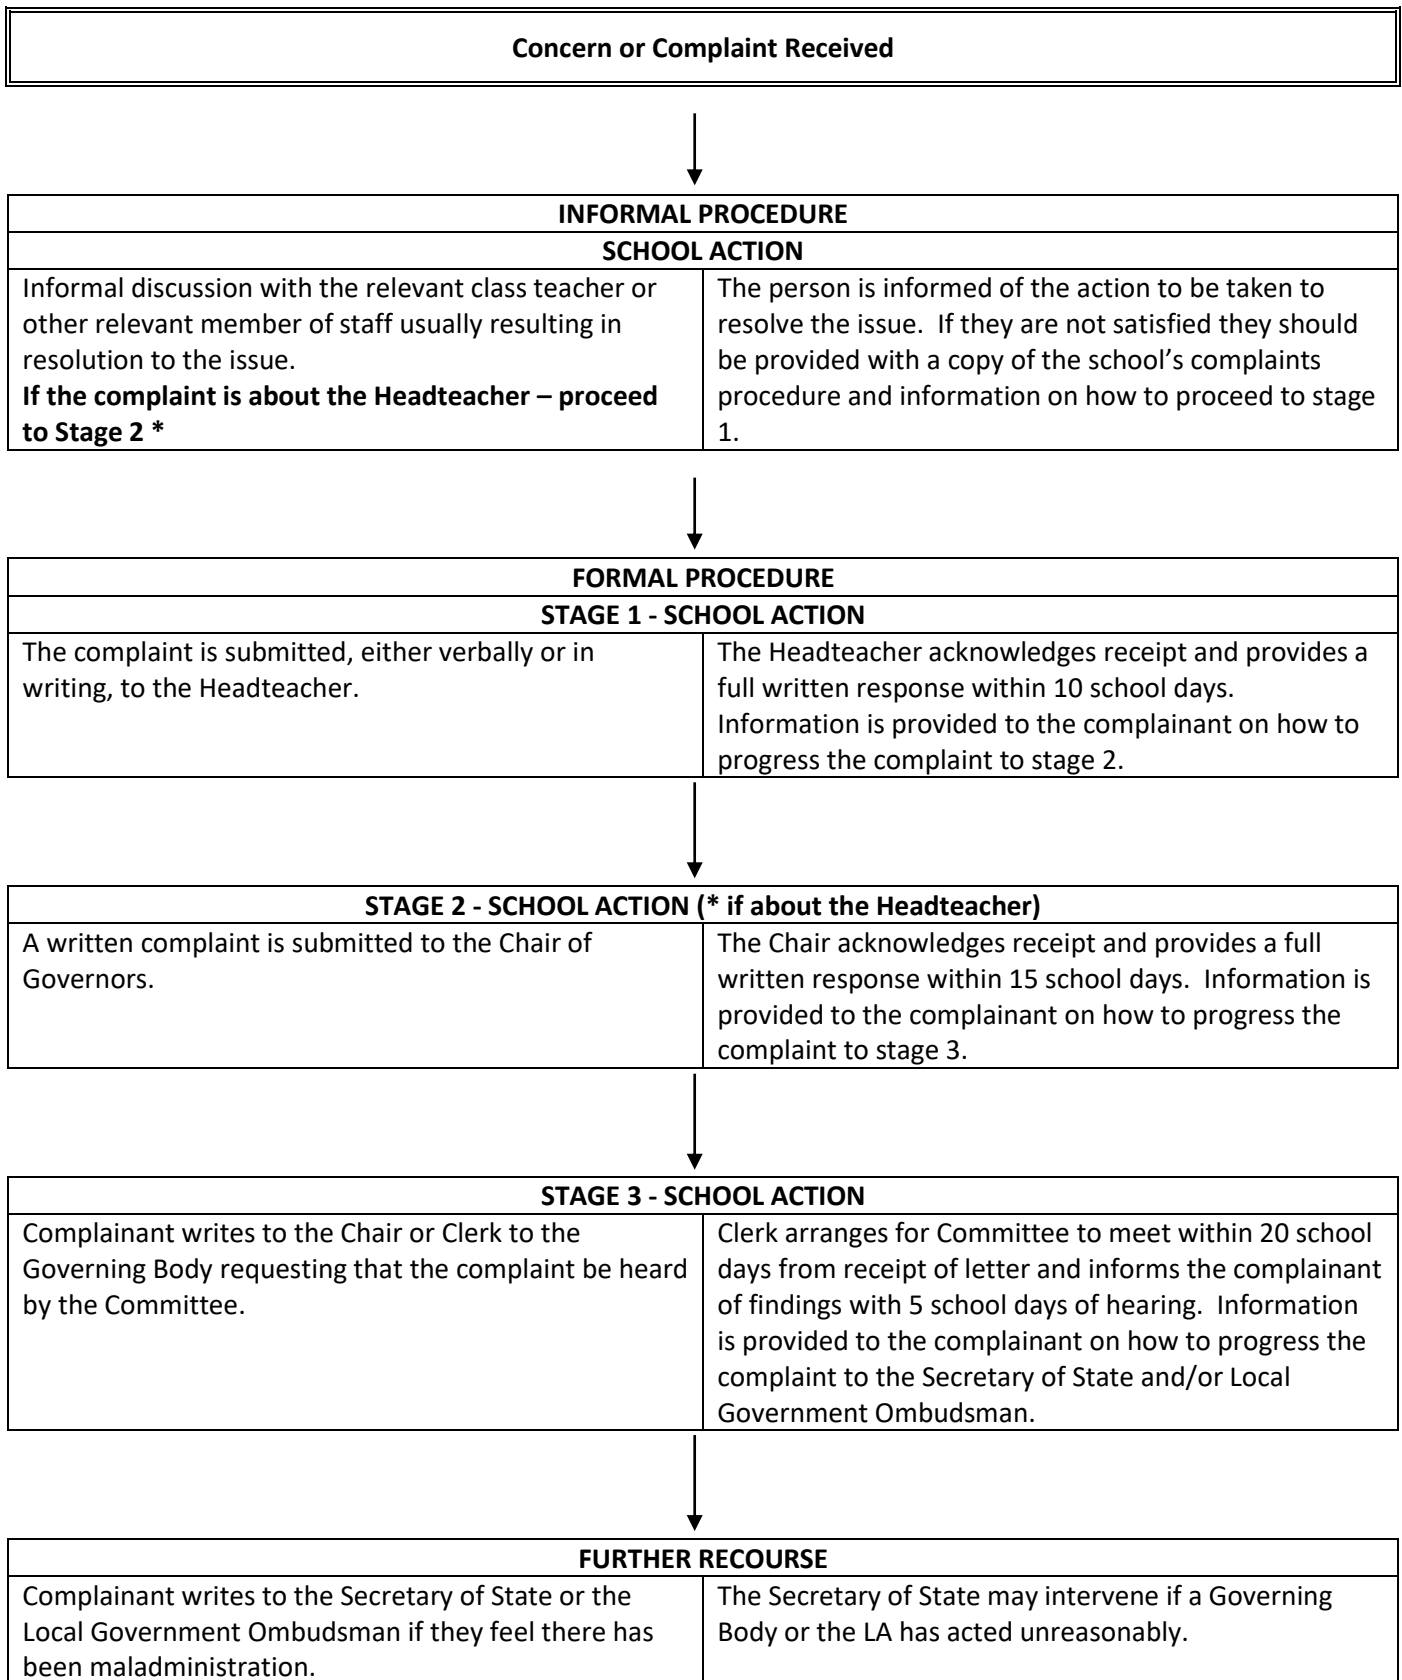 Concern or Complaint Received
INFORMAL PROCEDURE
SCHOOL ACTION
Informal discussion with the relevant class teacher or
other relevant member of staff usually resulting in
resolution to the issue.
If the complaint is about the Headteacher – proceed
to Stage 2 *
The person is informed of the action to be taken to
resolve the issue.  If they are not satisfied they should
be provided with a copy of the school’s complaints
procedure and information on how to proceed to stage
1.
FORMAL PROCEDURE
STAGE 1 - SCHOOL ACTION
The complaint is submitted, either verbally or in
writing, to the Headteacher.
The Headteacher acknowledges receipt and provides a
full written response within 10 school days.
Information is provided to the complainant on how to
progress the complaint to stage 2.
STAGE 2 - SCHOOL ACTION (* if about the Headteacher)
A written complaint is submitted to the Chair of
Governors.
The Chair acknowledges receipt and provides a full
written response within 15 school days.  Information is
provided to the complainant on how to progress the
complaint to stage 3.
STAGE 3 - SCHOOL ACTION
Complainant writes to the Chair or Clerk to the
Governing Body requesting that the complaint be heard
by the Committee.
Clerk arranges for Committee to meet within 20 school
days from receipt of letter and informs the complainant
of findings with 5 school days of hearing.  Information
is provided to the complainant on how to progress the
complaint to the Secretary of State and/or Local
Government Ombudsman.
FURTHER RECOURSE
Complainant writes to the Secretary of State or the
Local Government Ombudsman if they feel there has
been maladministration.
The Secretary of State may intervene if a Governing
Body or the LA has acted unreasonably.